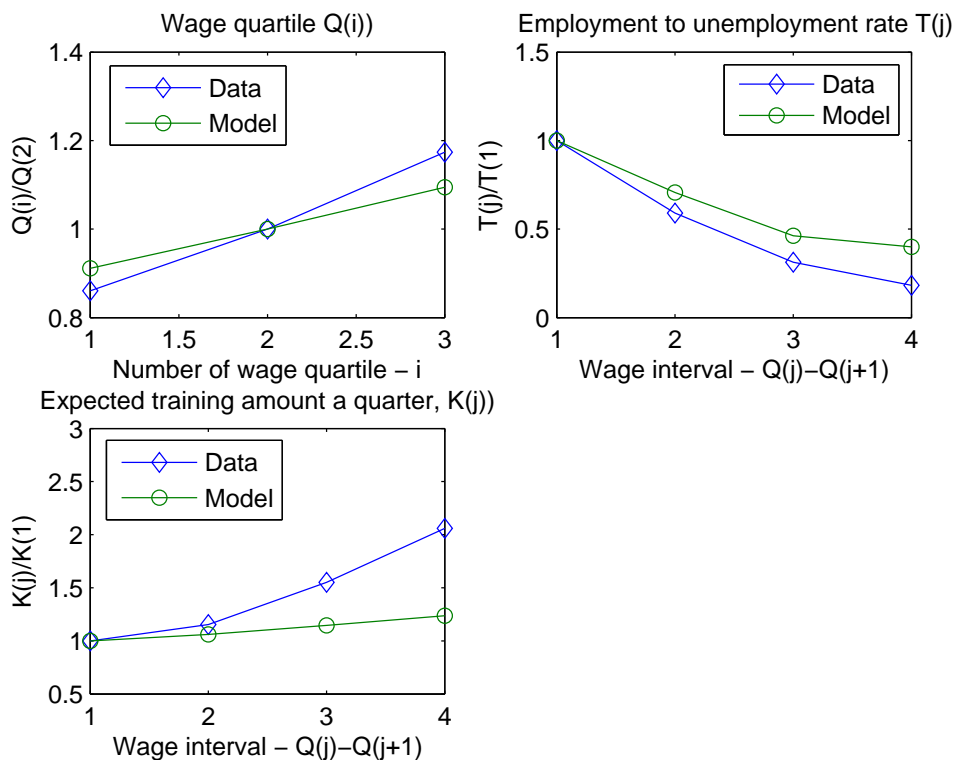 Wage quartile Q(i))
1.4
1.2
1
0.8
Q(i)/Q(2)
Data
Model
1 1.5 2 2.5 3
Number of wage quartile − i
Employment to unemployment rate T(j)
1.5
1
0.5
0
T(j)/T(1)
Data
Model
1 2 3 4
Wage interval − Q(j)−Q(j+1)
Expected training amount a quarter, K(j))
3
2.5
2
1.5
1
0.5
K(j)/K(1)
Data
Model
1 2 3 4
Wage interval − Q(j)−Q(j+1)